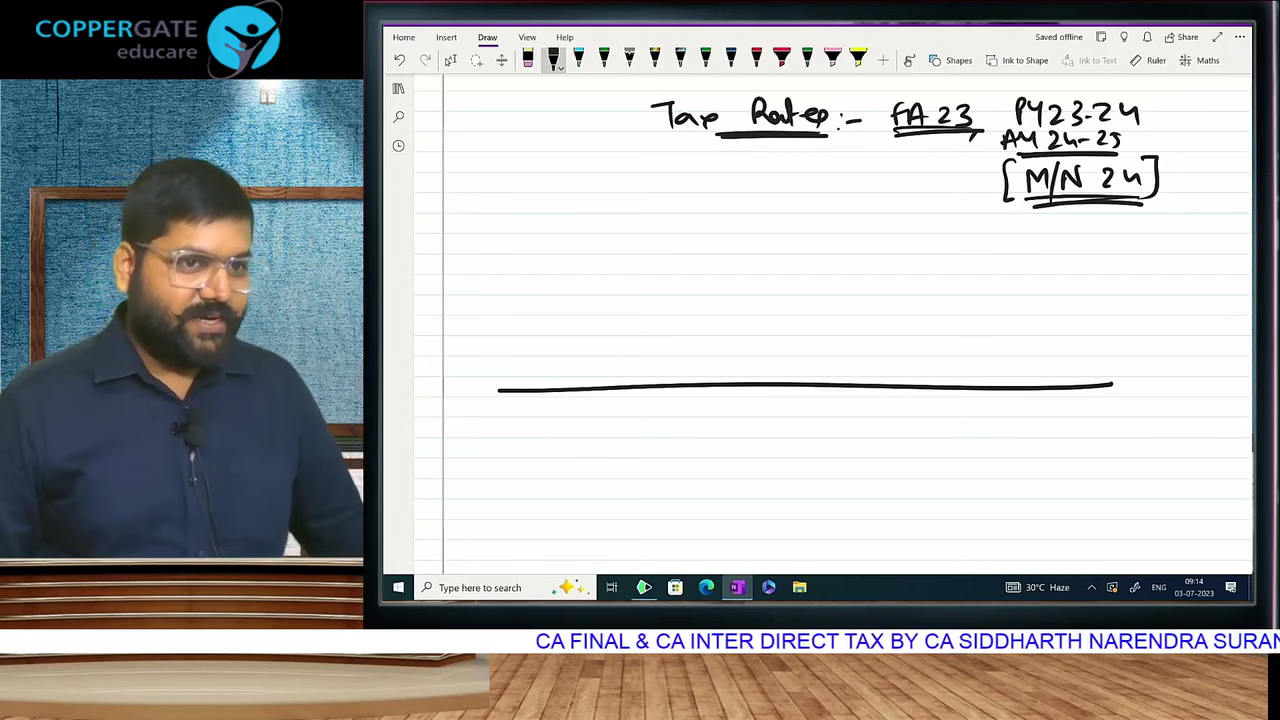 COPPERGATE
educare
Home Insert Draw View Help
Saved offline
Share
Shapes
Ink to Shape
Ink to Text
Ruler
Maths
Tax Rates :- FA 23 PY 23-24
AY 24-25
[M/N 24]
Type here to search
30°C Haze
ENG
09:14
03-07-2023
CA FINAL & CA INTER DIRECT TAX BY CA SIDDHARTH NARENDRA SURAN